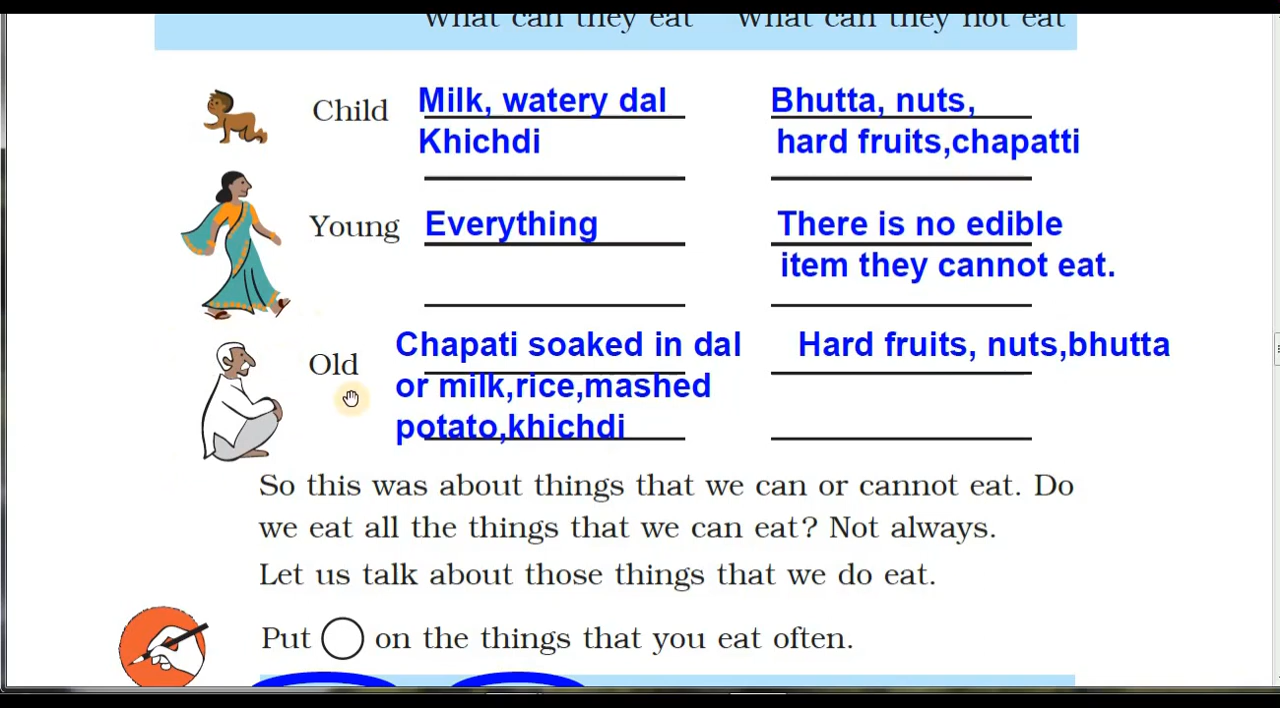 What can they eat What can they not eat
Child Milk, watery dal Bhutta, nuts,
Khichdi hard fruits,chapatti
Young Everything There is no edible
item they cannot eat.
Old Chapati soaked in dal Hard fruits, nuts,bhutta
or milk,rice,mashed
potato,khichdi
So this was about things that we can or cannot eat. Do
we eat all the things that we can eat? Not always.
Let us talk about those things that we do eat.
Put on the things that you eat often.